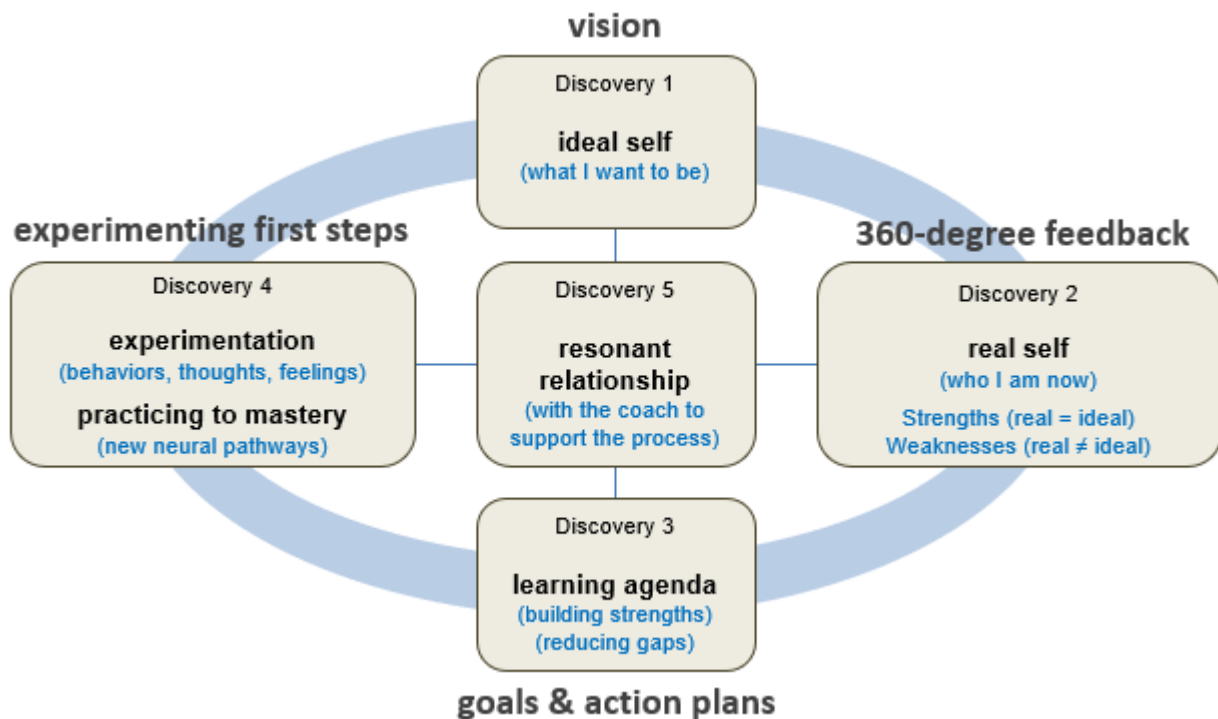 vision
Discovery 1
ideal self
(what I want to be)
experimenting first steps
Discovery 4
experimentation
(behaviors, thoughts, feelings)
practicing to mastery
(new neural pathways)
Discovery 5
resonant
relationship
(with the coach to
support the process)
360-degree feedback
Discovery 2
real self
(who I am now)
Strengths (real = ideal)
Weaknesses (real ≠ ideal)
Discovery 3
learning agenda
(building strengths)
(reducing gaps)
goals & action plans